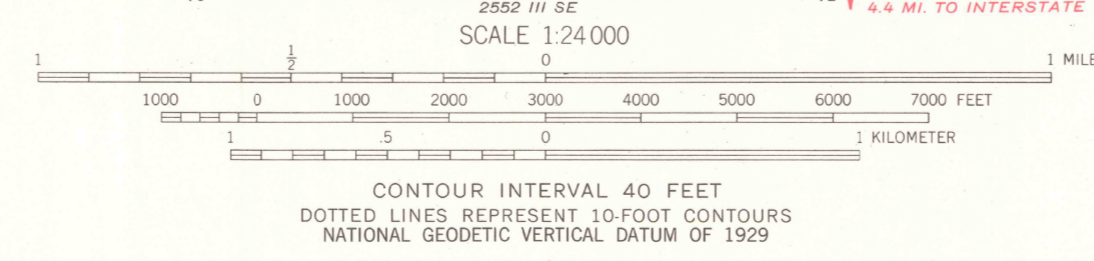 2552 III SE
4.4 MI. TO INTERSTATE
SCALE 1:24 000
1 1/2 0 1 MILE
1000 0 1000 2000 3000 4000 5000 6000 7000 FEET
1 .5 0 1 KILOMETER
CONTOUR INTERVAL 40 FEET
DOTTED LINES REPRESENT 10-FOOT CONTOURS
NATIONAL GEODETIC VERTICAL DATUM OF 1929